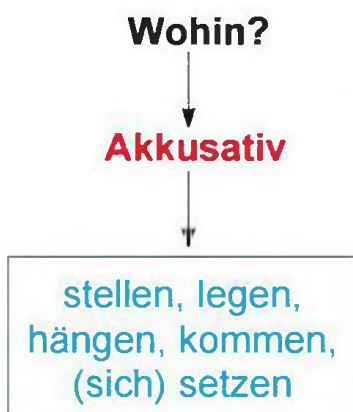 Wohin?
Akkusativ
stellen, legen,
hängen, kommen,
(sich) setzen